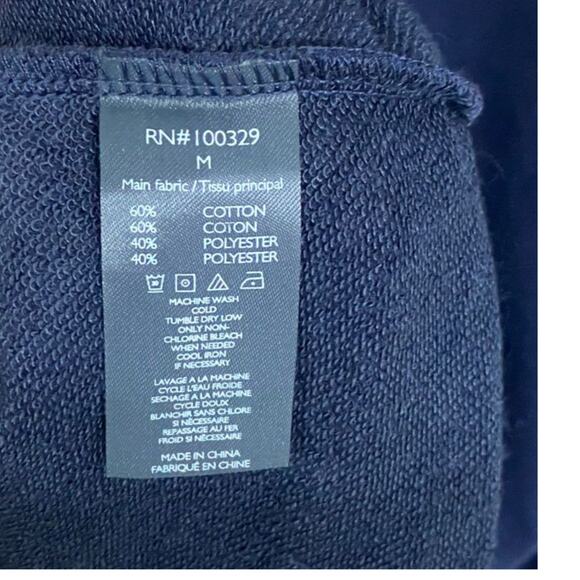 RN#100329
M
Main fabric / Tissu principal
60% COTTON
60% COTON
40% POLYESTER
40% POLYESTER
MACHINE WASH
COLD
TUMBLE DRY LOW
ONLY NON-
CHLORINE BLEACH
WHEN NEEDED
COOL IRON
IF NECESSARY
LAVAGE A LA MACHINE
CYCLE L'EAU FROIDE
SECHAGE A LA MACHINE
CYCLE DOUX
BLANCHIR SANS CHLORE
SI NÉCESSAIRE
REPASSAGE AU FER
FROID SI NÉCESSAIRE
MADE IN CHINA
FABRIQUÉ EN CHINE